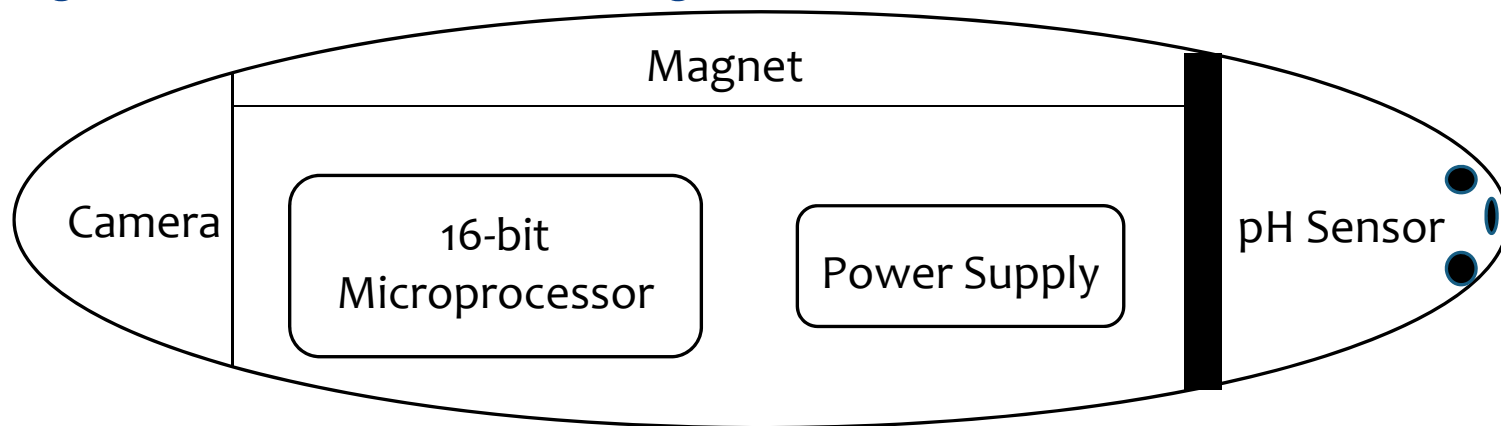 Magnet
Camera
16-bit
Microprocessor
Power Supply
pH Sensor